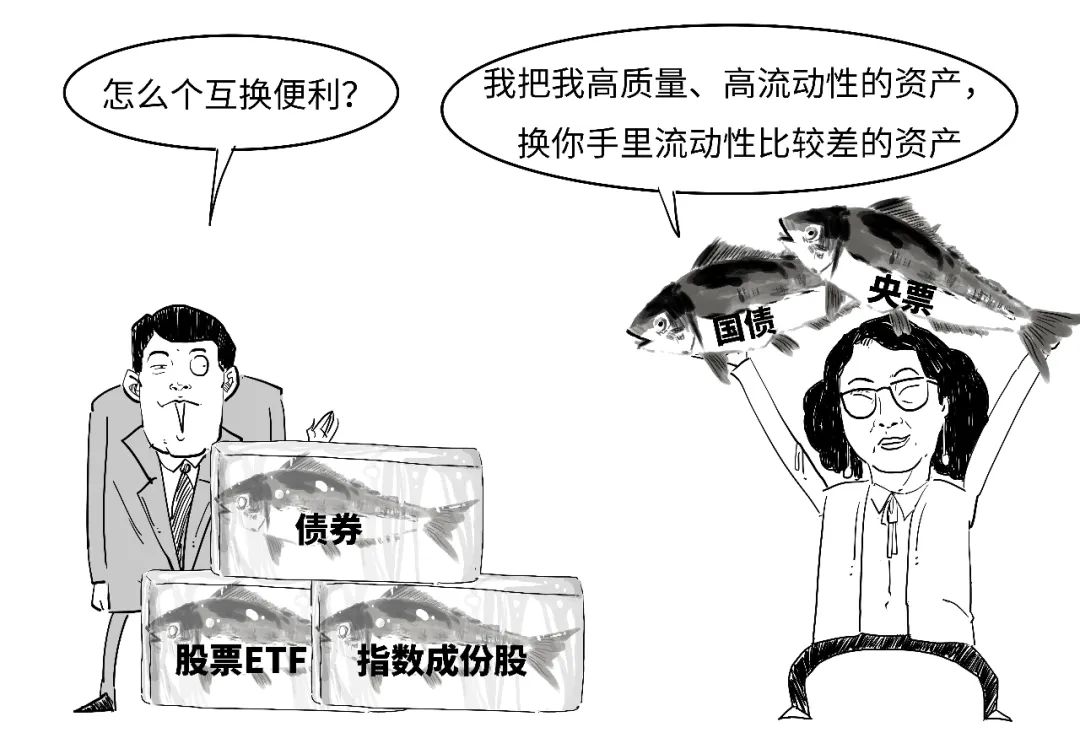 怎么个互换便利？
我把我高质量、高流动性的资产，
换你手里流动性比较差的资产
国债
央票
债券
股票ETF
指数成份股